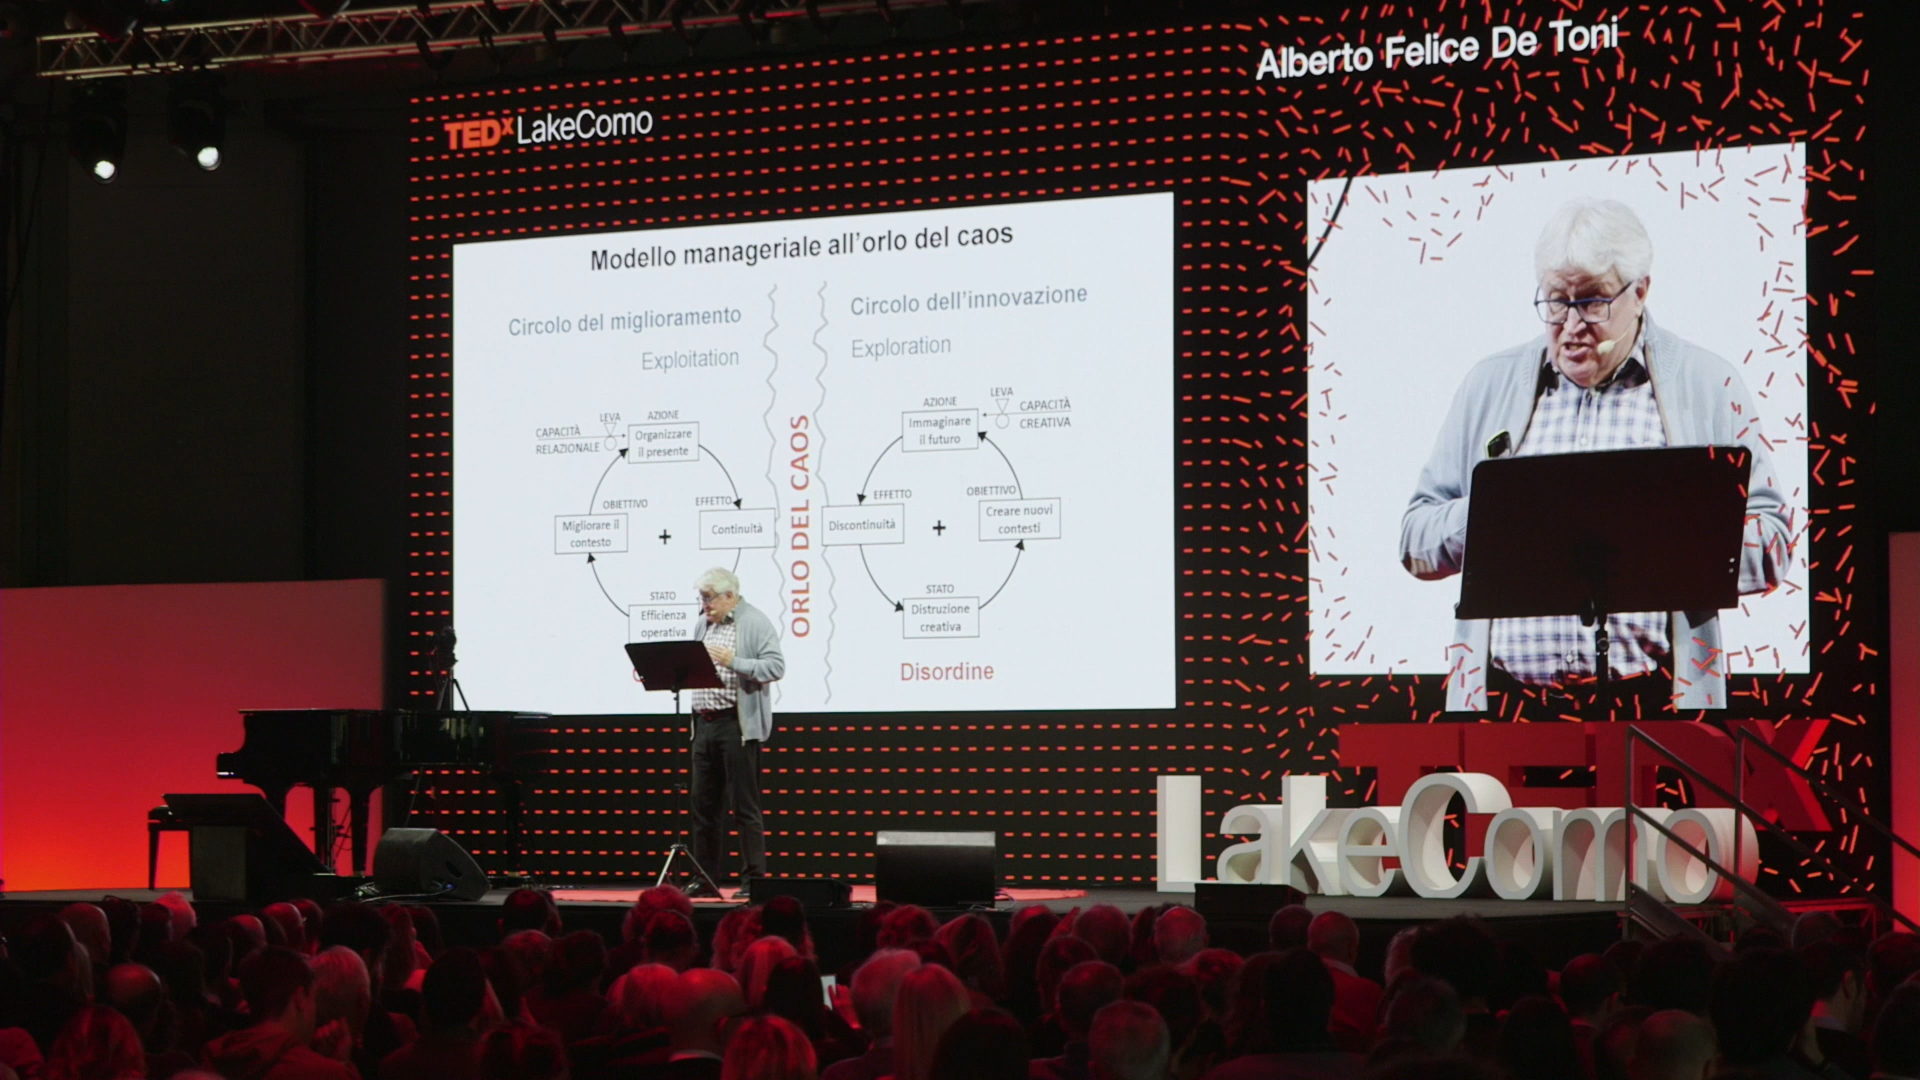 Alberto Felice De Toni
TEDxLakeComo
Modello manageriale all'orlo del caos
Circolo del miglioramento
Exploitation
Circolo dell'innovazione
Exploration
LEVA
AZIONE
CAPACITÀ
RELAZIONALE
Organizzare
il presente
OBIETTIVO
EFFETTO
Migliorare il
contesto
+
Continuità
STATO
Efficienza
operativa
ORLO DEL CAOS
AZIONE
LEVA
Immaginare
il futuro
CAPACITÀ
CREATIVA
EFFETTO
OBIETTIVO
Discontinuità
+
Creare nuovi
contesti
STATO
Distruzione
creativa
Disordine
TEDx
LakeComo